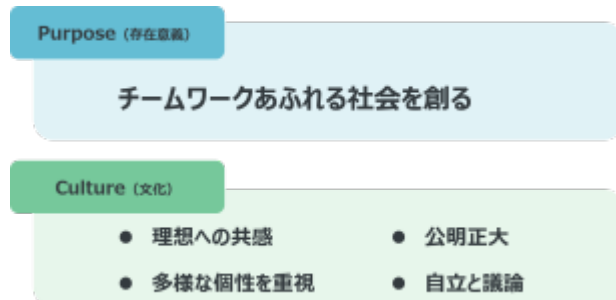 Purpose (存在意義)
チームワークあふれる社会を創る
Culture (文化)
● 理想への共感 ● 公明正大
● 多様な個性を重視 ● 自立と議論